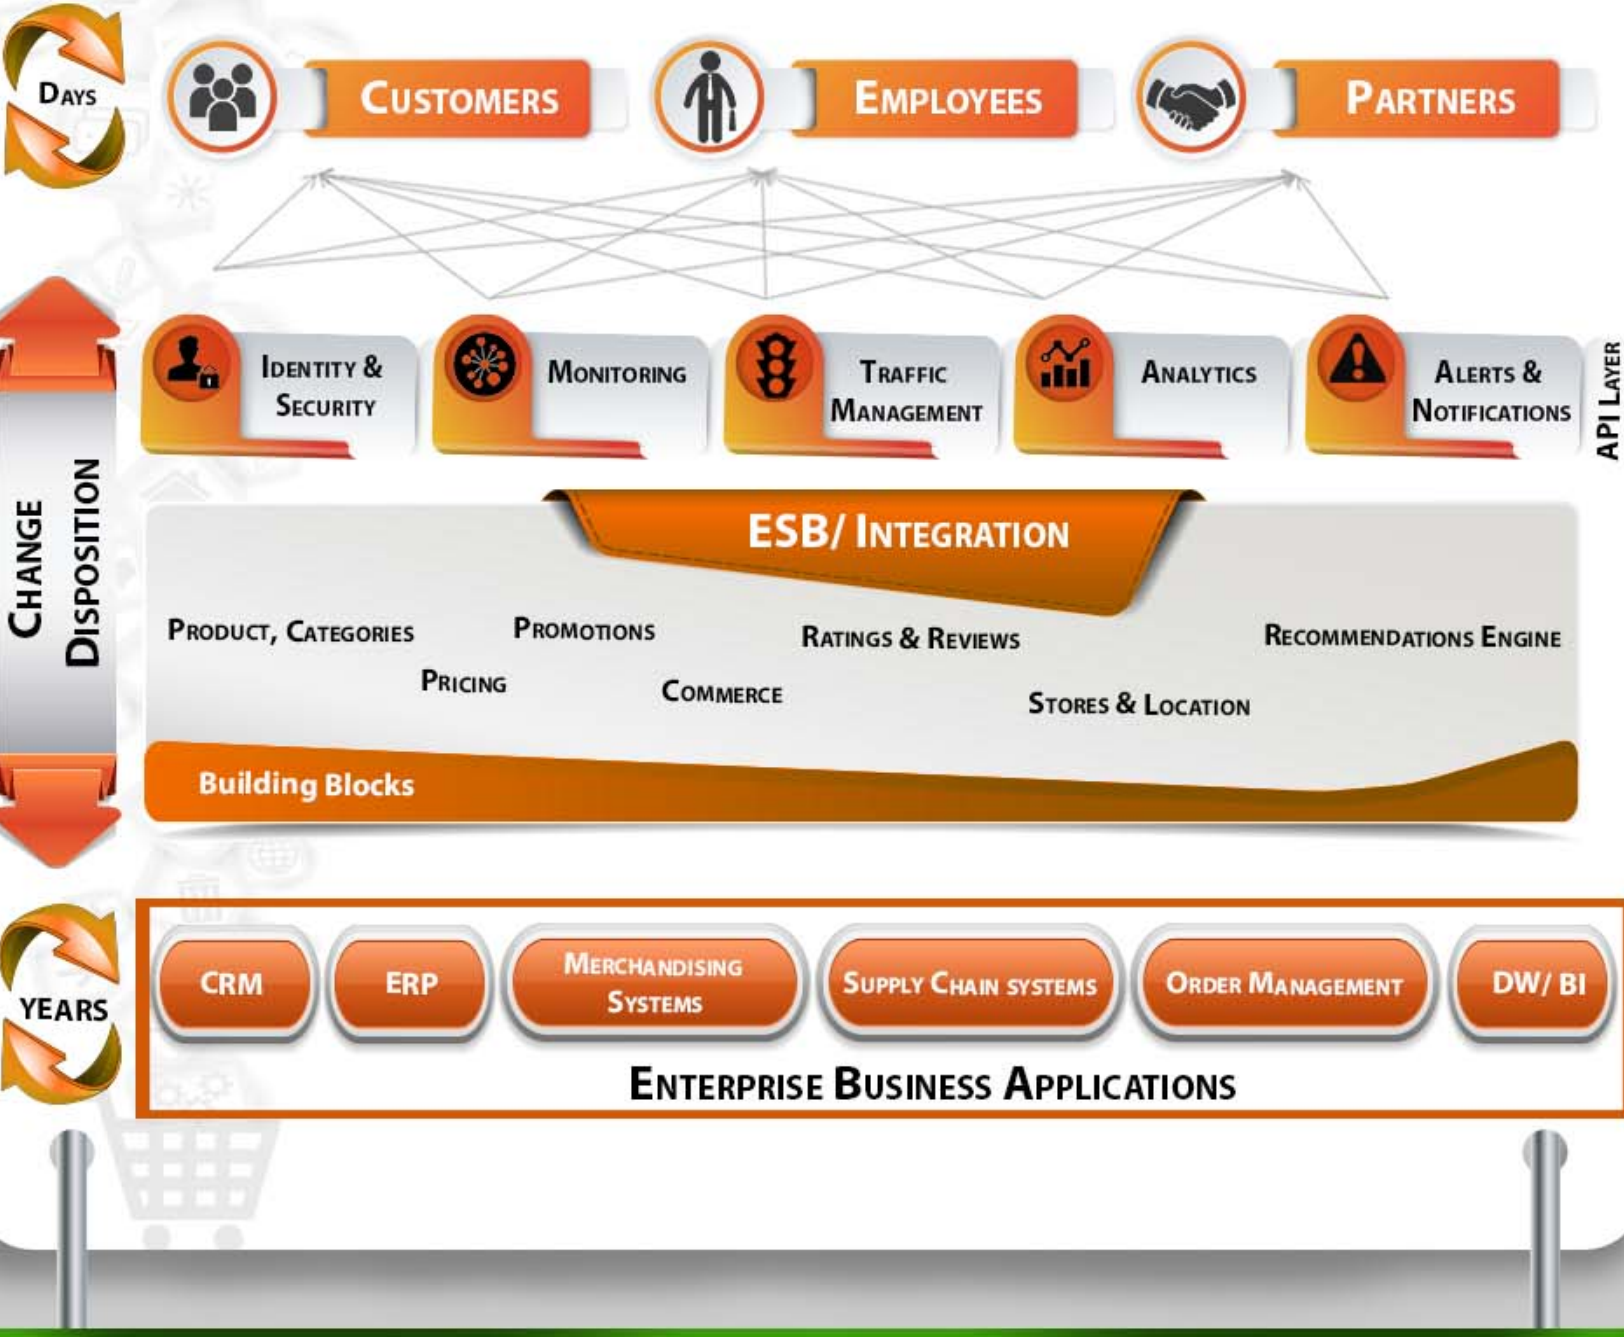 DAYS
CUSTOMERS
EMPLOYEES
PARTNERS
IDENTITY &
SECURITY
MONITORING
TRAFFIC
MANAGEMENT
ANALYTICS
ALERTS &
NOTIFICATIONS
API LAYER
CHANGE
DISPOSITION
ESB/ INTEGRATION
PRODUCT, CATEGORIES
PROMOTIONS
RATINGS & REVIEWS
RECOMMENDATIONS ENGINE
PRICING
COMMERCE
STORES & LOCATION
Building Blocks
YEARS
CRM
ERP
MERCHANDISING
SYSTEMS
SUPPLY CHAIN SYSTEMS
ORDER MANAGEMENT
DW/ BI
ENTERPRISE BUSINESS APPLICATIONS